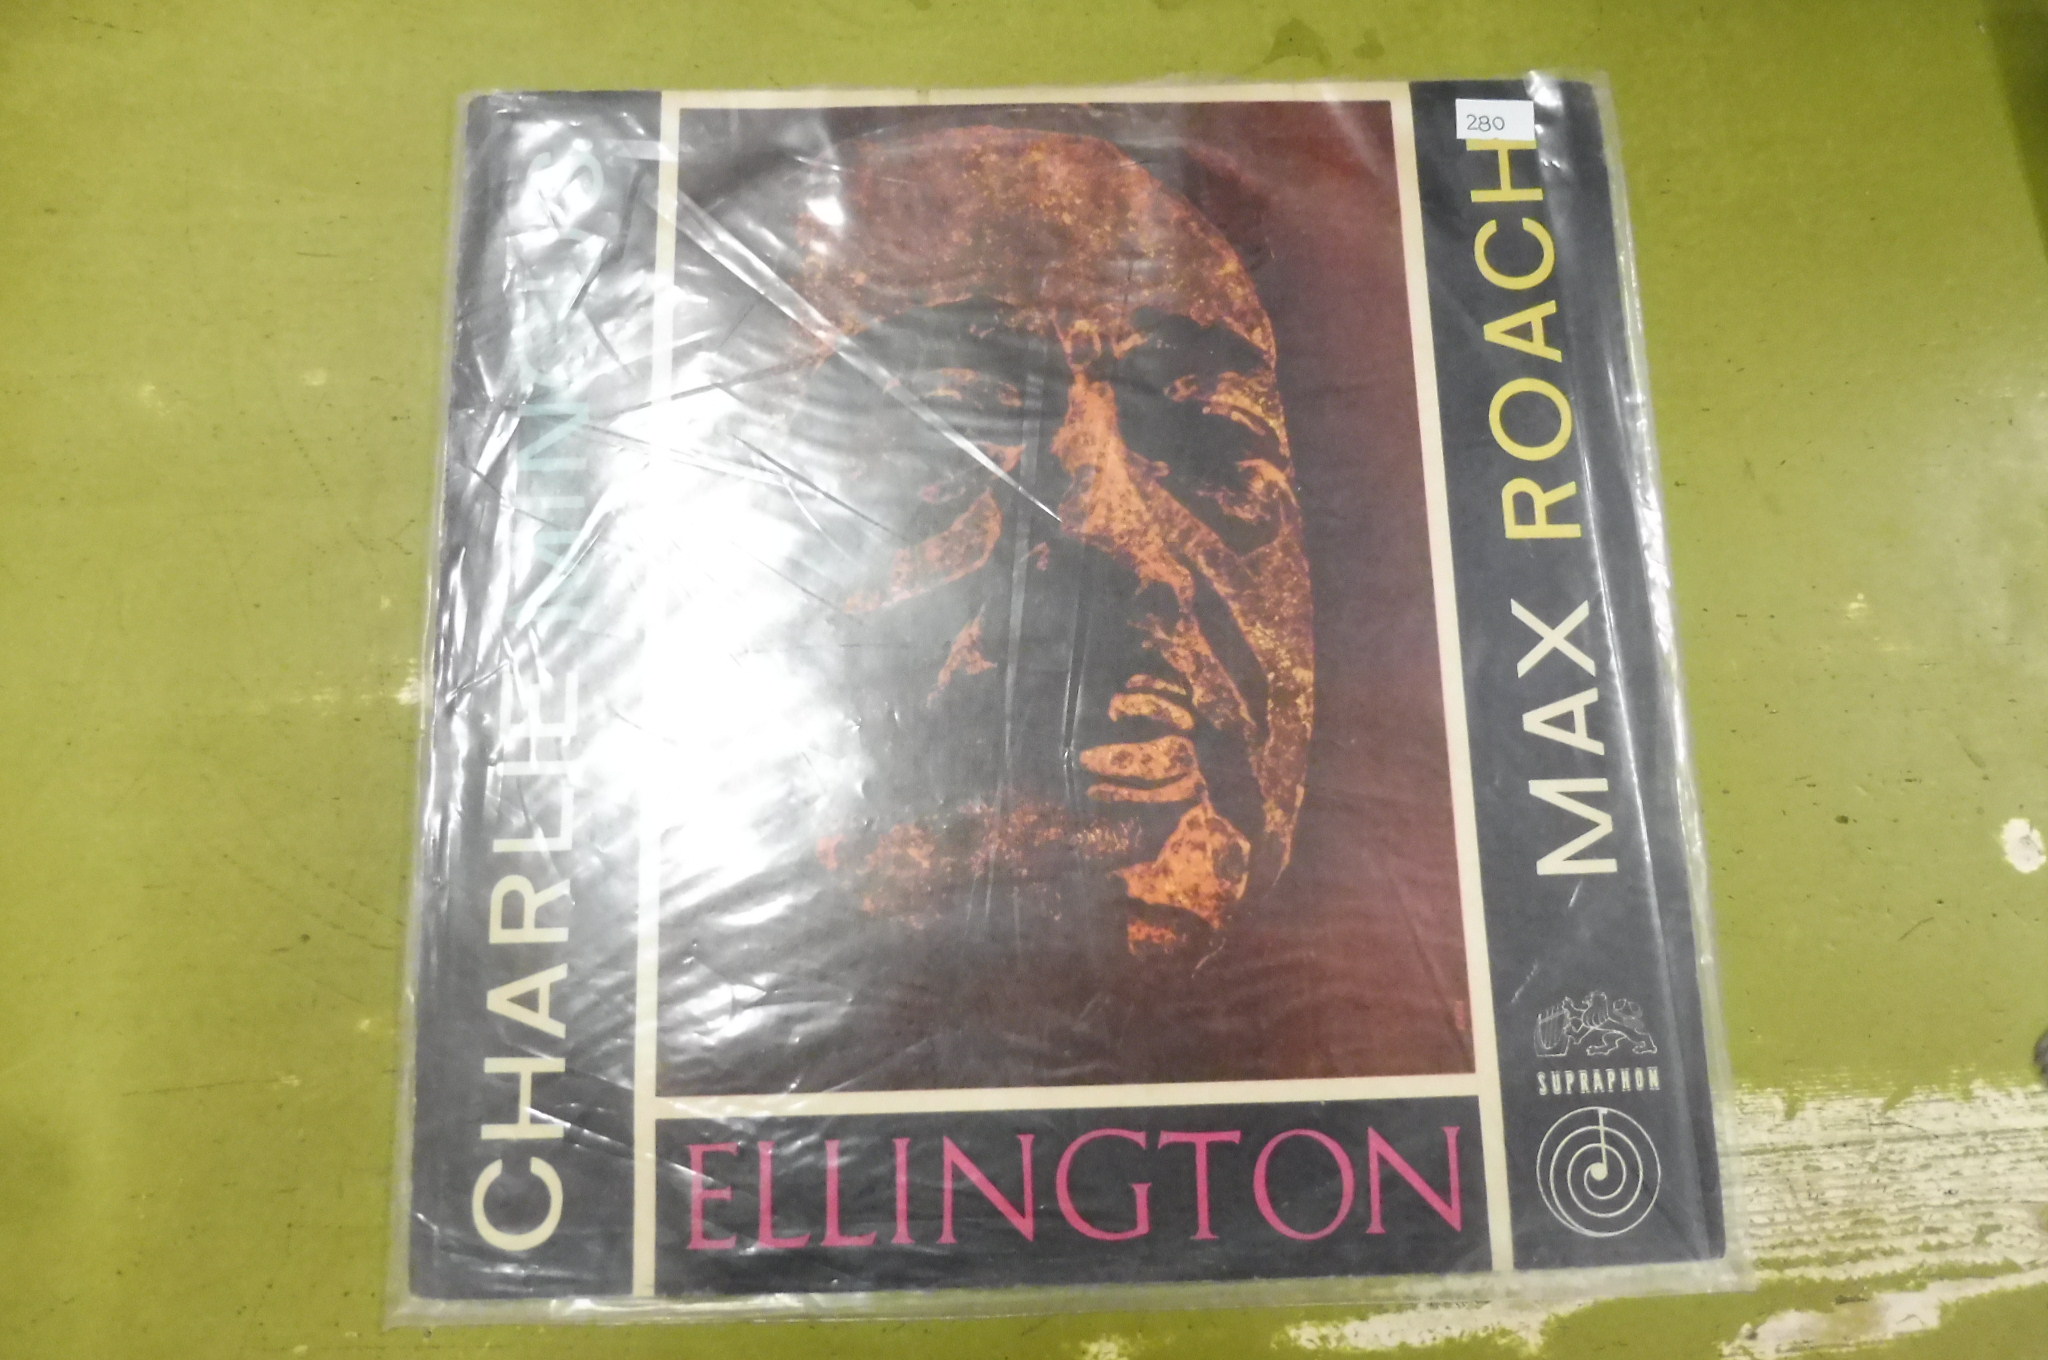 CHARLIE MINGUS
ELLINGTON
MAX ROACH
280
SUPRAPHON